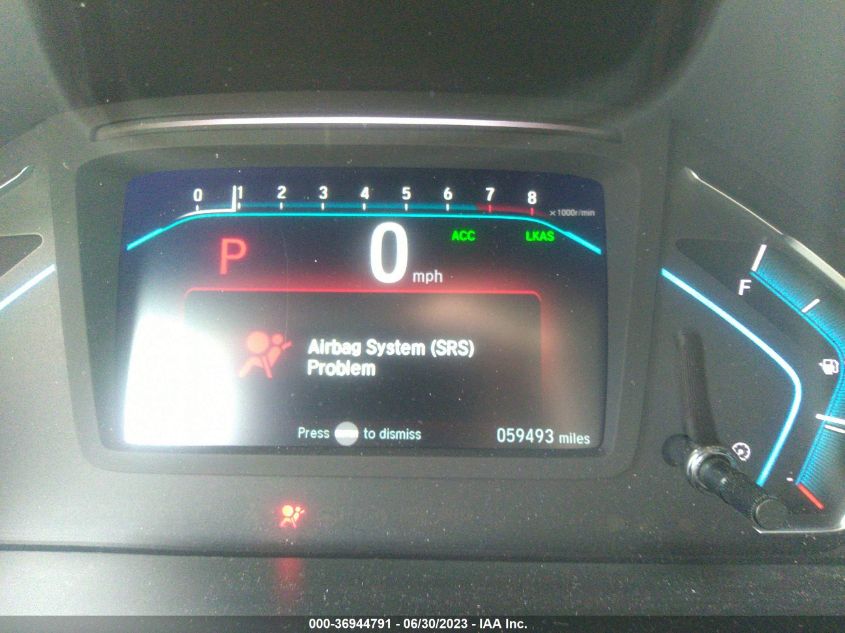 0 1 2 3 4 5 6 7 8
x1000r/min
ACC LKAS
P 0 mph
F
Airbag System (SRS)
Problem
Press to dismiss
059493 miles
000-36944791 - 06/30/2023 - IAA Inc.